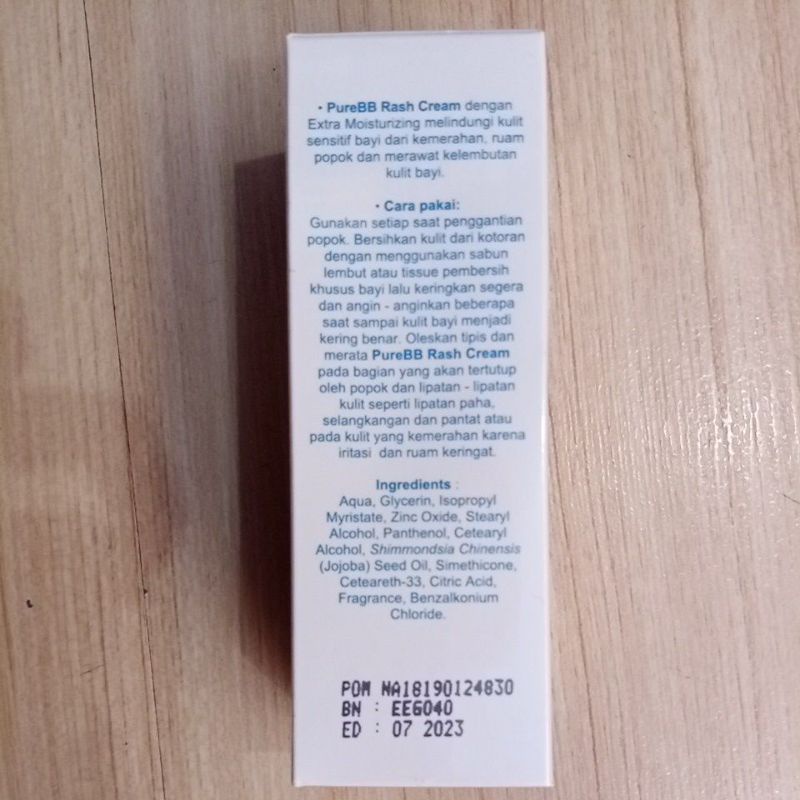 • PureBB Rash Cream dengan
Extra Moisturizing melindungi kulit
sensitif bayi dari kemerahan, ruam
popok dan merawat kelembutan
kulit bayi.
• Cara pakai:
Gunakan setiap saat penggantian
popok. Bersihkan kulit dari kotoran
dengan menggunakan sabun
lembut atau tissue pembersih
khusus bayi lalu keringkan segera
dan angin - anginkan beberapa
saat sampai kulit bayi menjadi
kering benar. Oleskan tipis dan
merata PureBB Rash Cream
pada bagian yang akan tertutup
oleh popok dan lipatan - lipatan
kulit seperti lipatan paha,
selangkangan dan pantat atau
pada kulit yang kemerahan karena
iritasi dan ruam keringat.
Ingredients :
Aqua, Glycerin, Isopropyl
Myristate, Zinc Oxide, Stearyl
Alcohol, Panthenol, Cetearyl
Alcohol, Shimmondsia Chinensis
(Jojoba) Seed Oil, Simethicone,
Ceteareth-33, Citric Acid,
Fragrance, Benzalkonium
Chloride.
POM NA18190124830
BN : EE6040
ED : 07 2023